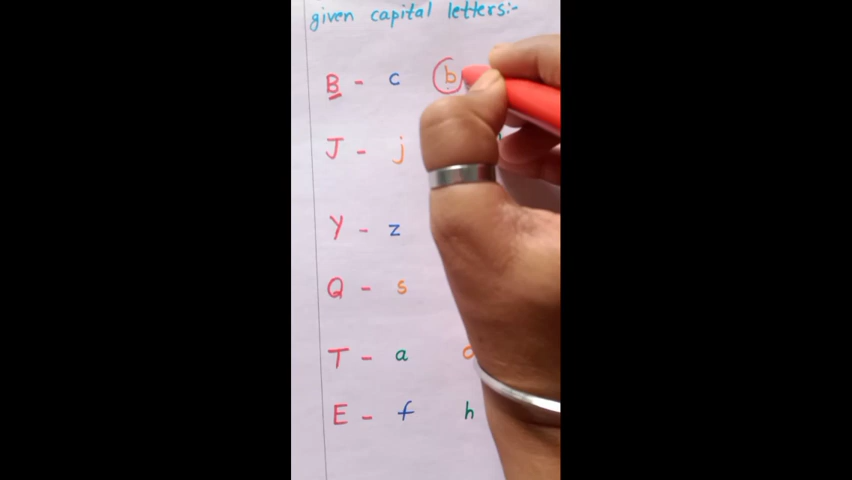 given capital letters:-
B - c b
J - j
Y - z
Q - s
T - a
E - f h